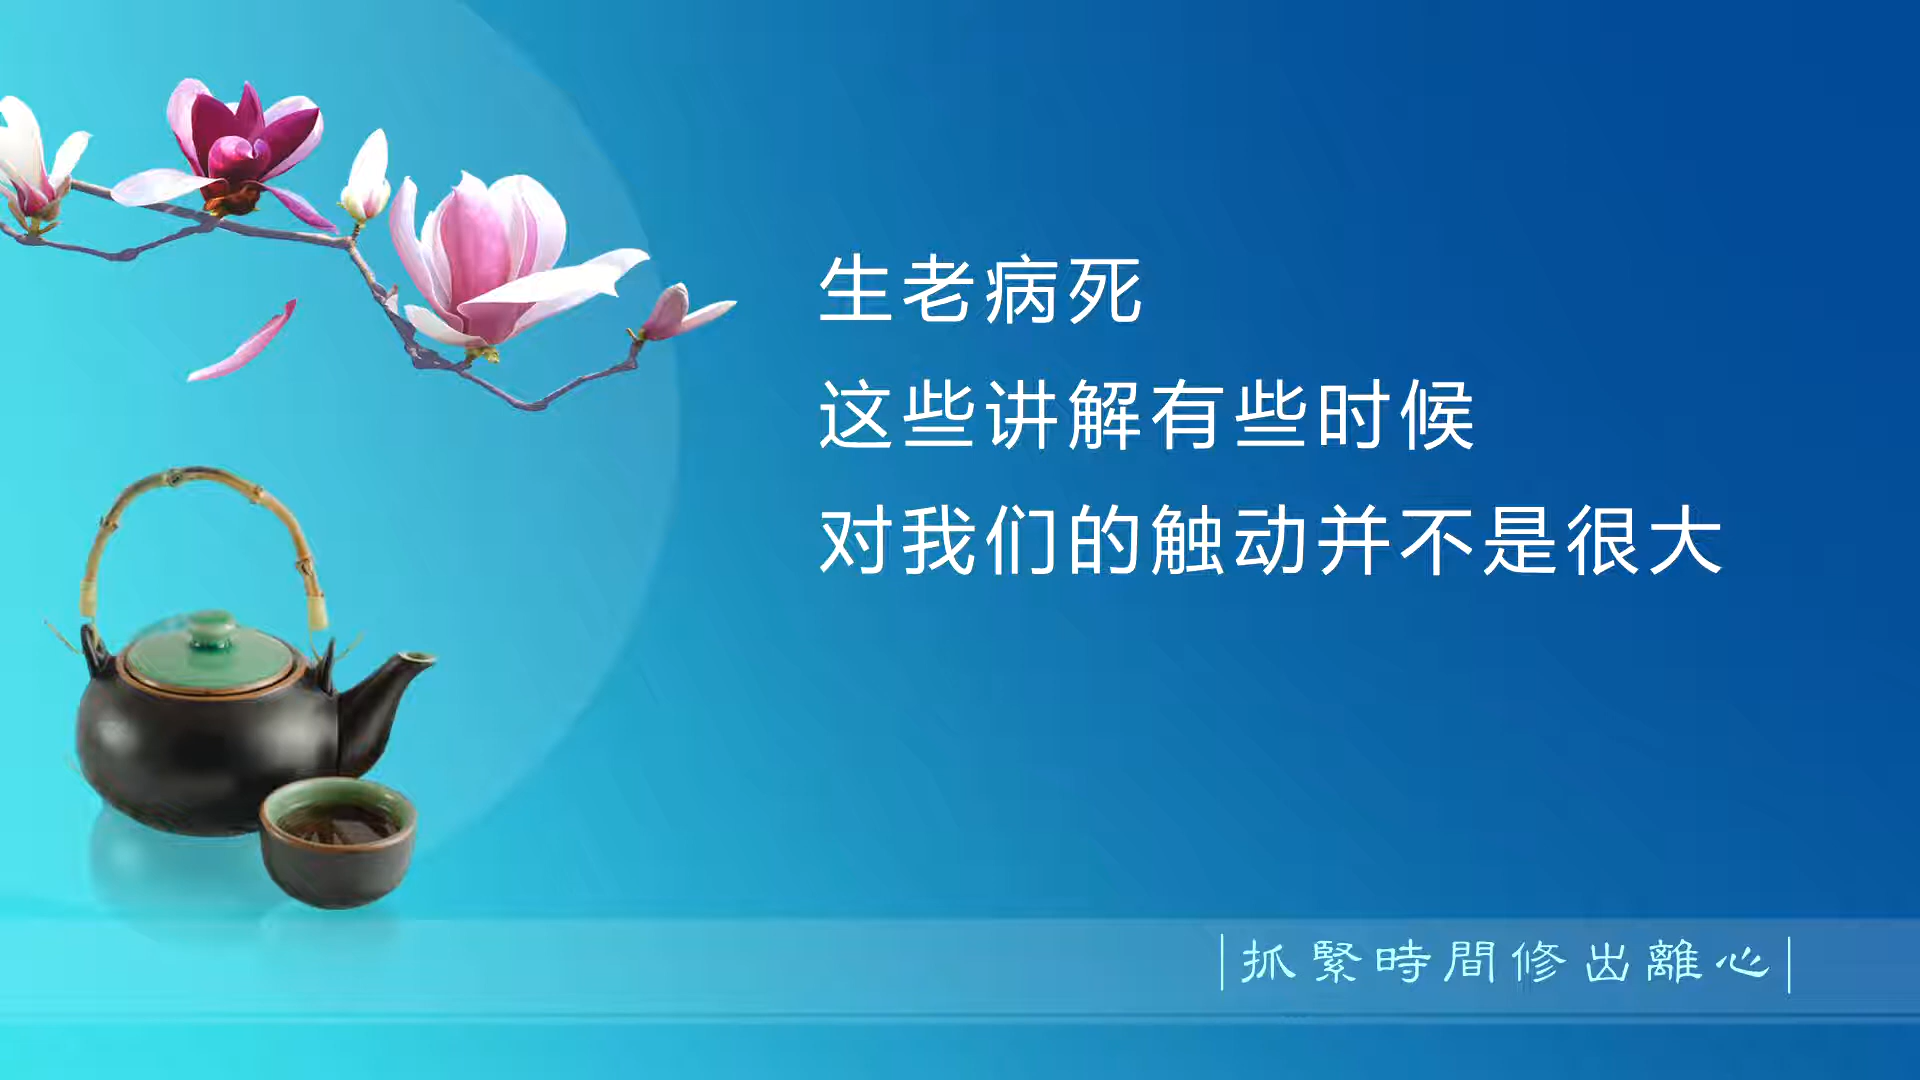 生老病死
这些讲解有些时候
对我们的触动并不是很大
抓緊時間修出離心